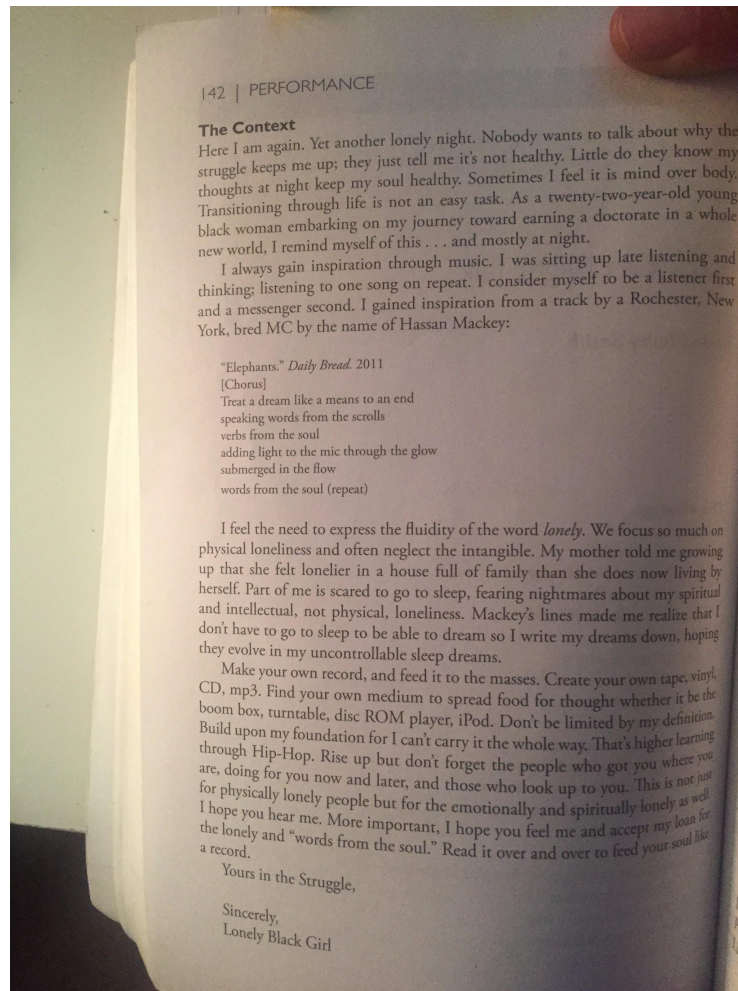 142 | PERFORMANCE
The Context
Here I am again. Yet another lonely night. Nobody wants to talk about why the
struggle keeps me up; they just tell me it's not healthy. Little do they know my
thoughts at night keep my soul healthy. Sometimes I feel it is mind over body.
Transitioning through life is not an easy task. As a twenty-two-year-old young
black woman embarking on my journey toward earning a doctorate in a whole
new world, I remind myself of this . . . and mostly at night.
I always gain inspiration through music. I was sitting up late listening and
thinking; listening to one song on repeat. I consider myself to be a listener first
and a messenger second. I gained inspiration from a track by a Rochester, New
York, bred MC by the name of Hassan Mackey:
"Elephants." Daily Bread. 2011
[Chorus]
Treat a dream like a means to an end
speaking words from the scrolls
verbs from the soul
adding light to the mic through the glow
submerged in the flow
words from the soul (repeat)
I feel the need to express the fluidity of the word lonely. We focus so much on
physical loneliness and often neglect the intangible. My mother told me growing
up that she felt lonelier in a house full of family than she does now living by
herself. Part of me is scared to go to sleep, fearing nightmares about my spiritual
and intellectual, not physical, loneliness. Mackey's lines made me realize that I
don't have to go to sleep to be able to dream so I write my dreams down, hoping
they evolve in my uncontrollable sleep dreams.
Make your own record, and feed it to the masses. Create your own tape, vinyl,
CD, mp3. Find your own medium to spread food for thought whether it be the
boom box, turntable, disc ROM player, iPod. Don't be limited by my definition.
Build upon my foundation for I can't carry it the whole way. That's higher learning
through Hip-Hop. Rise up but don't forget the people who got you where you
are, doing for you now and later, and those who look up to you. This is not just
for physically lonely people but for the emotionally and spiritually lonely as well.
I hope you hear me. More important, I hope you feel me and accept my loan for
the lonely and "words from the soul." Read it over and over to feed your soul like
a record.
Yours in the Struggle,
Sincerely,
Lonely Black Girl